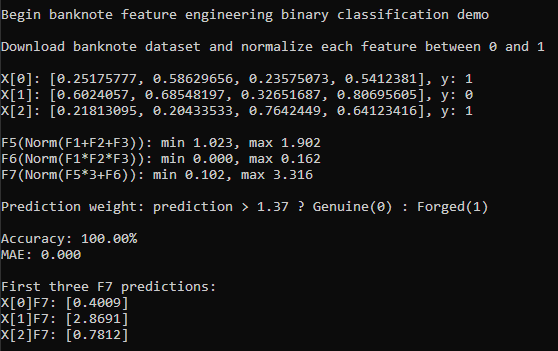 Begin banknote feature engineering binary classification demo
Download banknote dataset and normalize each feature between 0 and 1
X[0]: [0.25175777, 0.58629656, 0.23575073, 0.5412381], y: 1
X[1]: [0.6024057, 0.68548197, 0.32651687, 0.80695605], y: 0
X[2]: [0.21813095, 0.20433533, 0.7642449, 0.64123416], y: 1
F5(Norm(F1+F2+F3)): min 1.023, max 1.902
F6(Norm(F1*F2*F3)): min 0.000, max 0.162
F7(Norm(F5*3+F6)): min 0.102, max 3.316
Prediction weight: prediction > 1.37 ? Genuine(0) : Forged(1)
Accuracy: 100.00%
MAE: 0.000
First three F7 predictions:
X[0]F7: [0.4009]
X[1]F7: [2.8691]
X[2]F7: [0.7812]